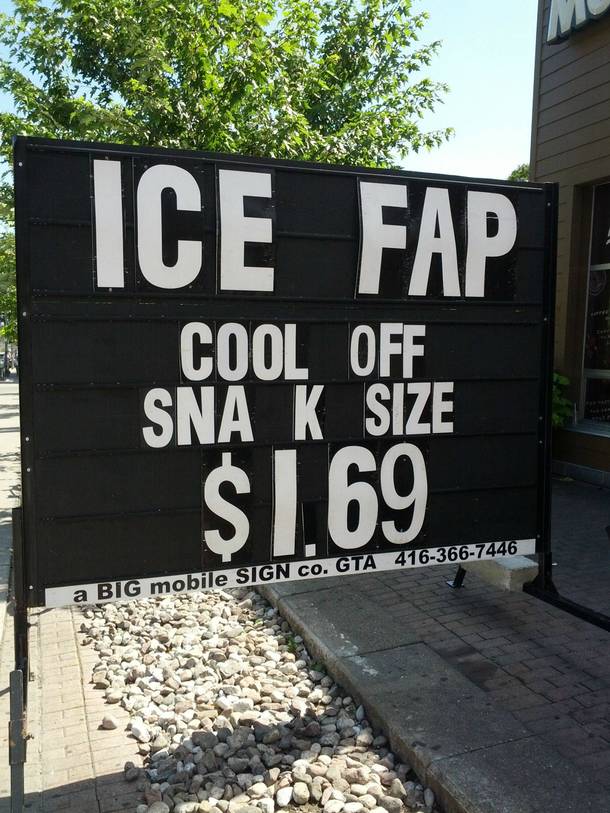 ICE FAP
COOL OFF
SNA K SIZE
$1.69
a BIG mobile SIGN co. GTA 416-366-7446